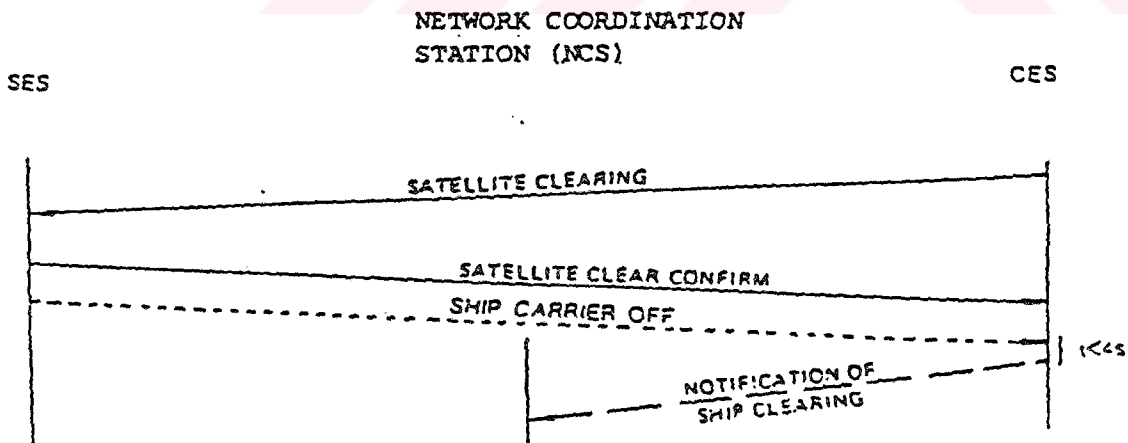 NETWORK COORDINATION
STATION (NCS)
SES
CES
SATELLITE CLEARING
SATELLITE CLEAR CONFIRM
SHIP CARRIER OFF
NOTIFICATION OF
SHIP CLEARING